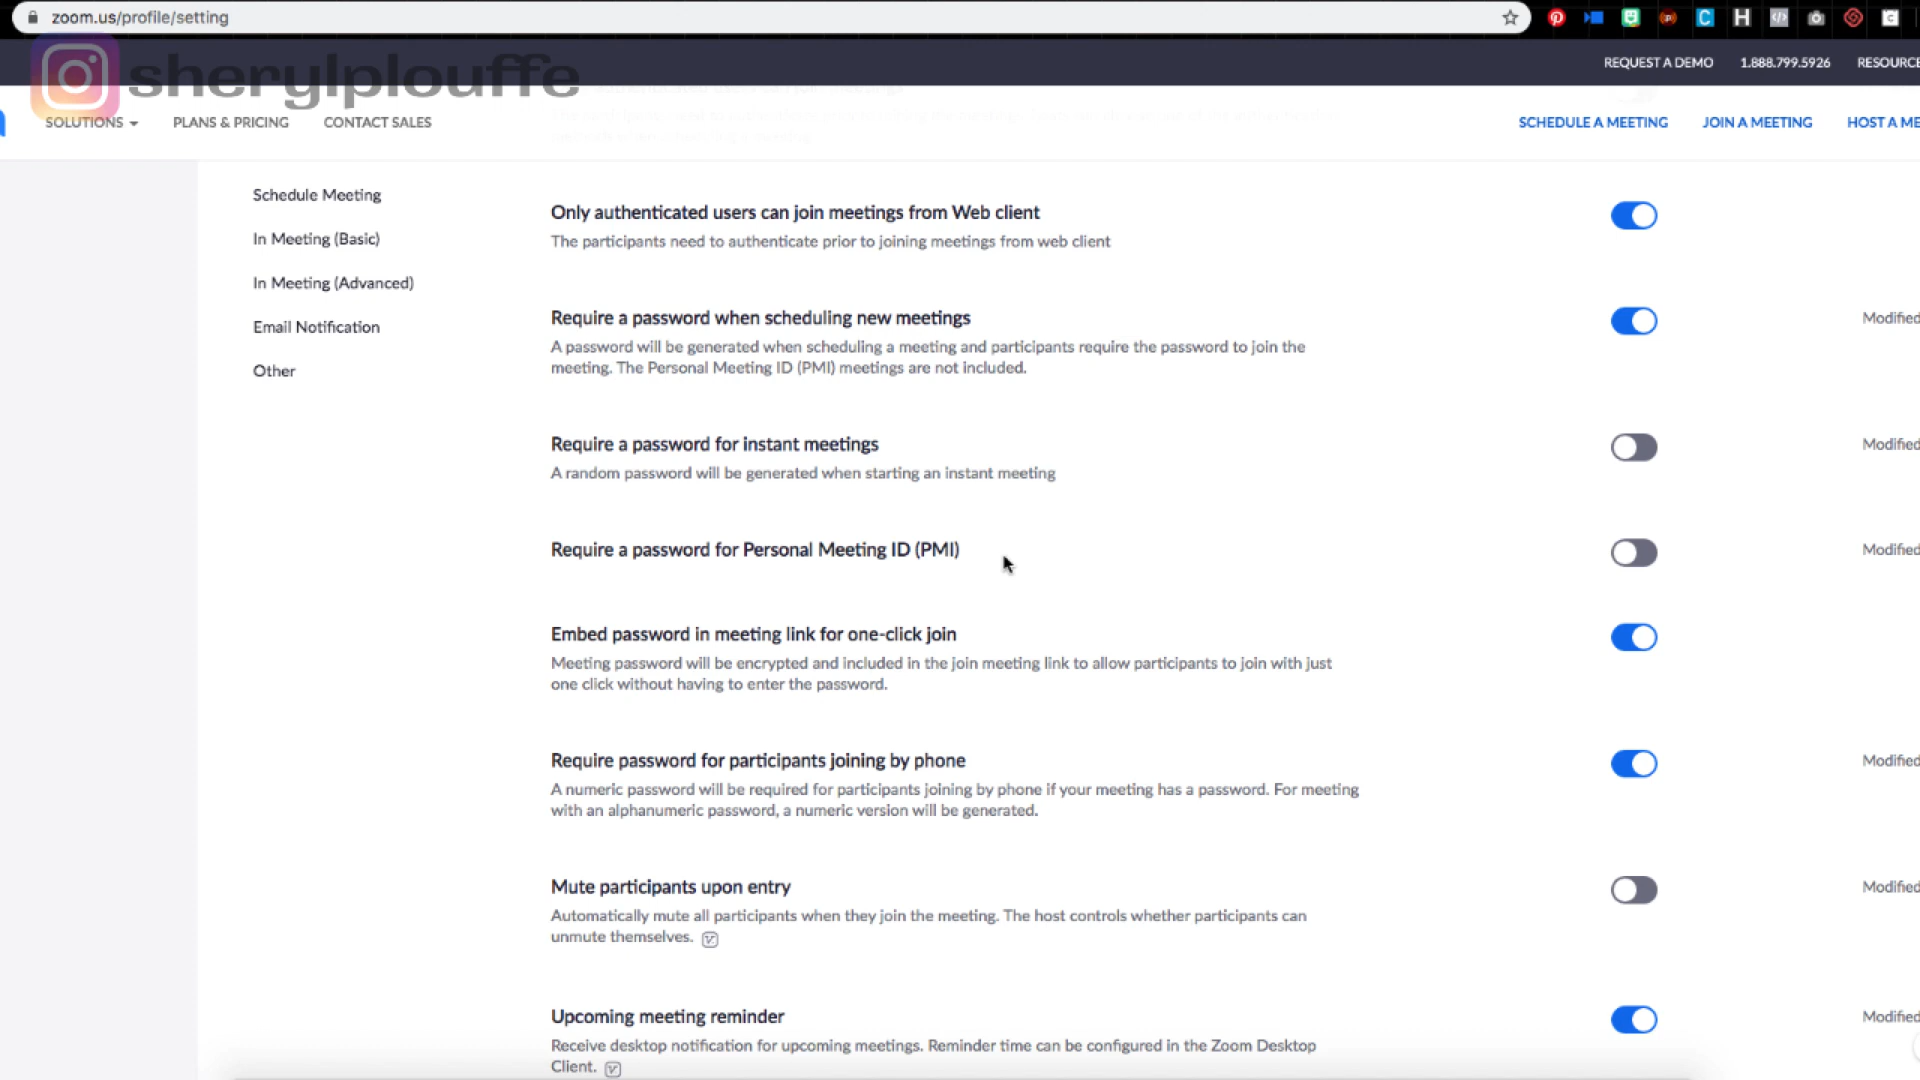 zoom.us/profile/setting
REQUEST A DEMO 1.888.799.5926 RESOURCE
sherylplouffe
SOLUTIONS PLANS & PRICING CONTACT SALES
SCHEDULE A MEETING JOIN A MEETING HOST A ME
Schedule Meeting
In Meeting (Basic)
In Meeting (Advanced)
Email Notification
Other
Only authenticated users can join meetings from Web client
The participants need to authenticate prior to joining meetings from web client
Require a password when scheduling new meetings
Modified
A password will be generated when scheduling a meeting and participants require the password to join the
meeting. The Personal Meeting ID (PMI) meetings are not included.
Require a password for instant meetings
Modified
A random password will be generated when starting an instant meeting
Require a password for Personal Meeting ID (PMI)
Modified
Embed password in meeting link for one-click join
Meeting password will be encrypted and included in the join meeting link to allow participants to join with just
one click without having to enter the password.
Require password for participants joining by phone
Modified
A numeric password will be required for participants joining by phone if your meeting has a password. For meeting
with an alphanumeric password, a numeric version will be generated.
Mute participants upon entry
Modified
Automatically mute all participants when they join the meeting. The host controls whether participants can
unmute themselves.
Upcoming meeting reminder
Modified
Receive desktop notification for upcoming meetings. Reminder time can be configured in the Zoom Desktop
Client.